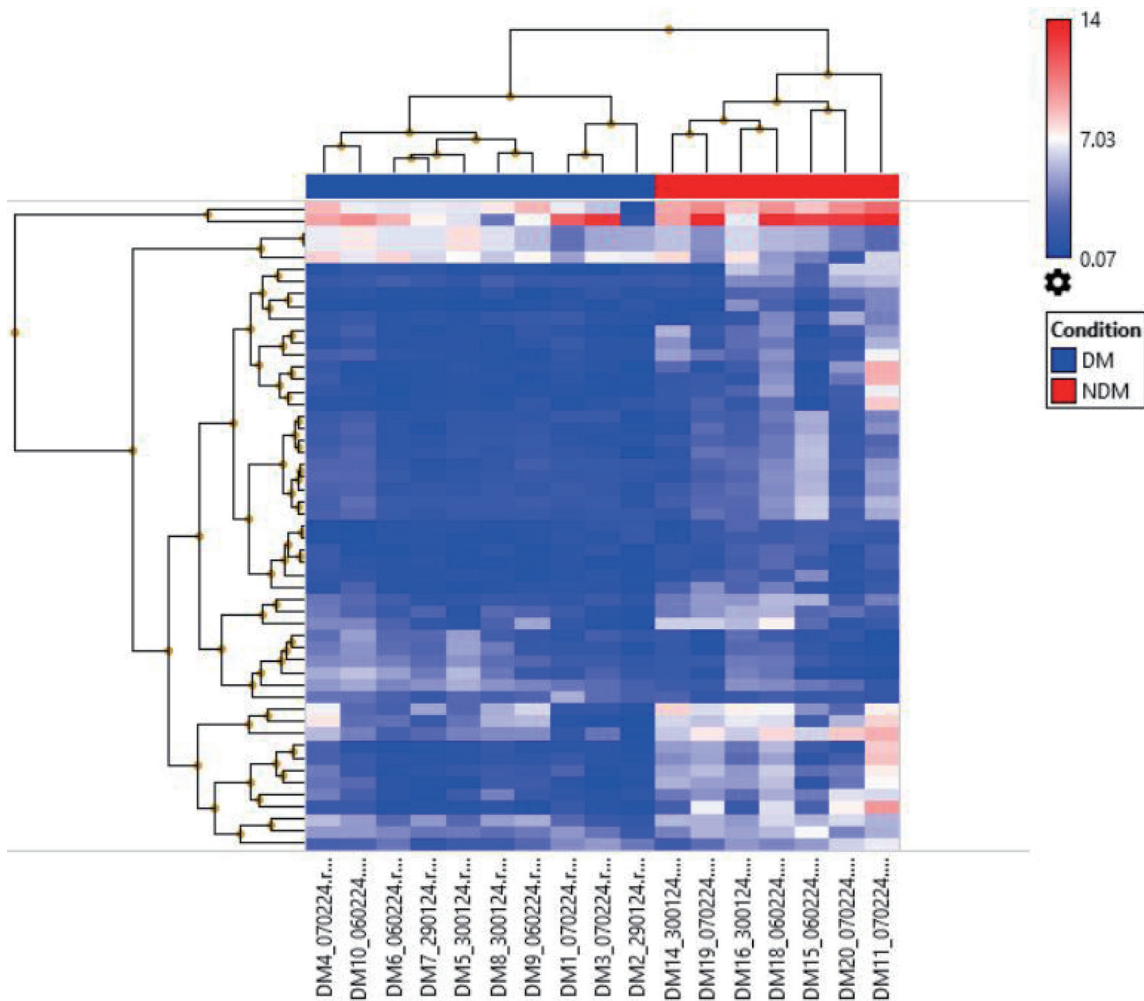 14
7.03
0.07
Condition
DM
NDM
DM4_070224.r...
DM10_060224....
DM6_060224.r...
DM7_290124.r...
DM5_300124.r...
DM8_300124.r...
DM9_060224.r...
DM1_070224.r...
DM3_070224.r...
DM2_290124.r...
DM14_300124....
DM19_070224....
DM16_300124....
DM18_060224....
DM15_060224....
DM20_070224....
DM11_070224....